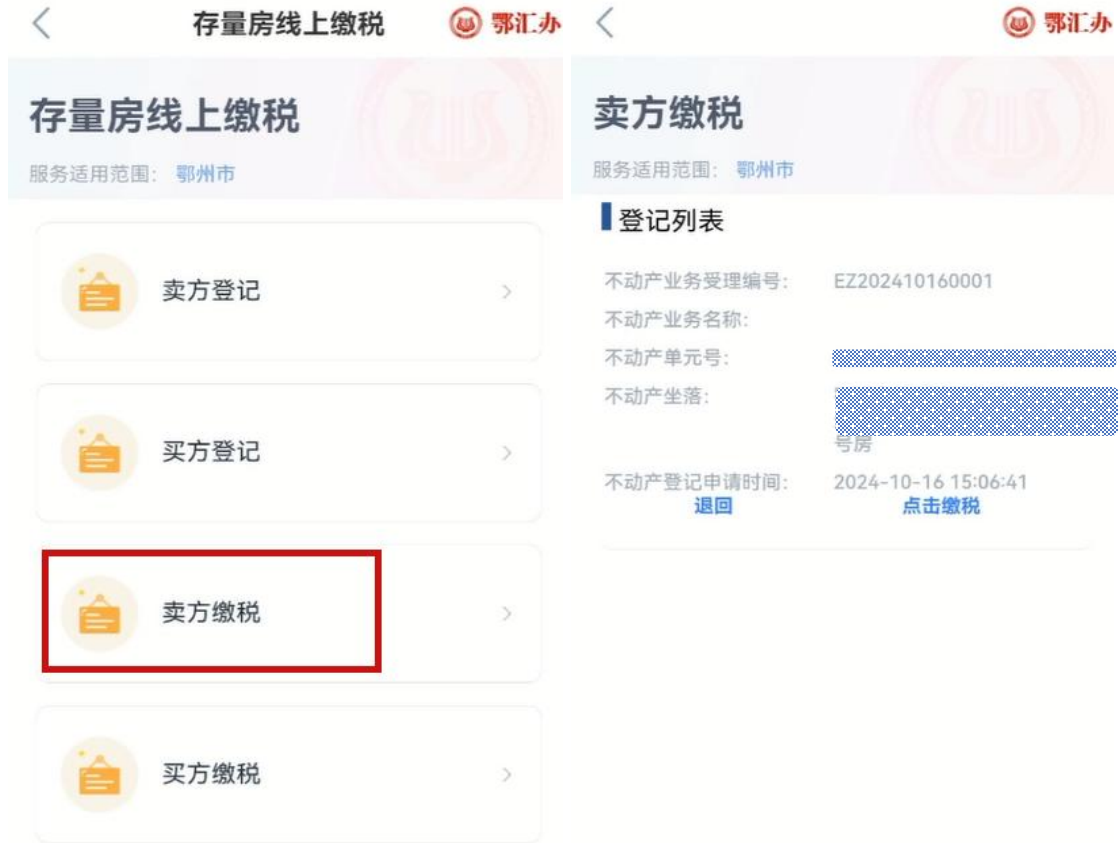 存量房线上缴税
鄂汇办
存量房线上缴税
服务适用范围: 鄂州市
卖方登记
买方登记
卖方缴税
买方缴税
鄂汇办
卖方缴税
服务适用范围: 鄂州市
登记列表
不动产业务受理编号: EZ202410160001
不动产业务名称:
不动产单元号:
不动产坐落:
号房
不动产登记申请时间: 2024-10-16 15:06:41
退回 点击缴税